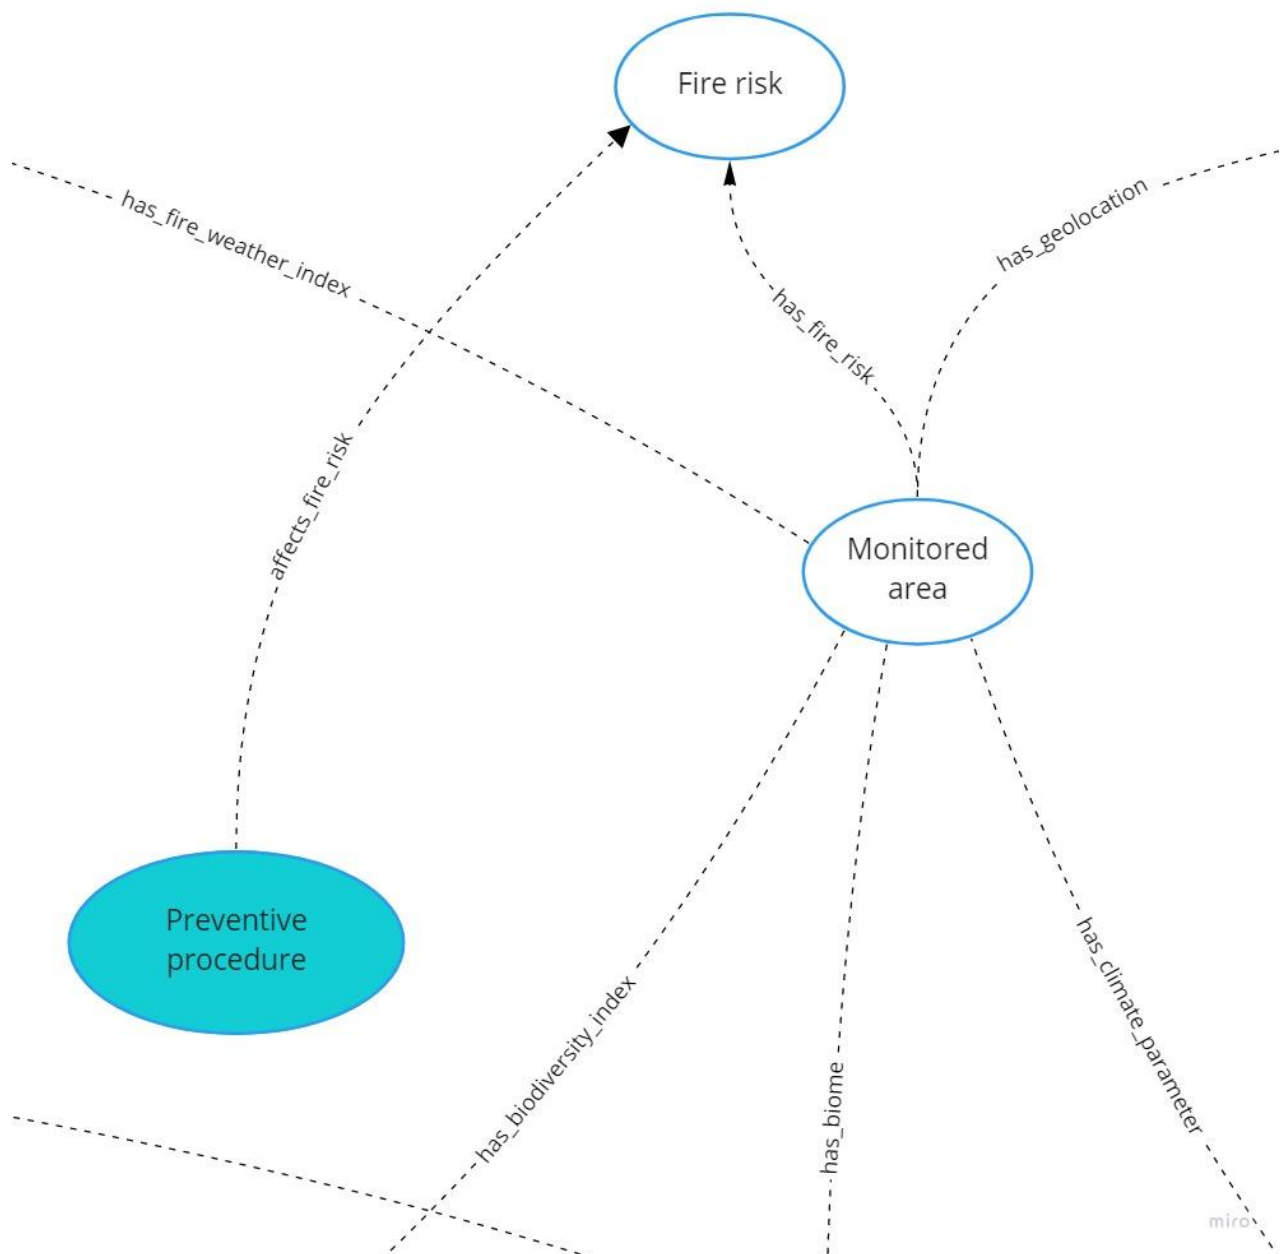 Fire risk
has_fire_weather_index
has_geolocation
has_fire_risk
affects_fire_risk
Monitored
area
Preventive
procedure
has_biodiversity_index
has_biome
has_climate_parameter
miro